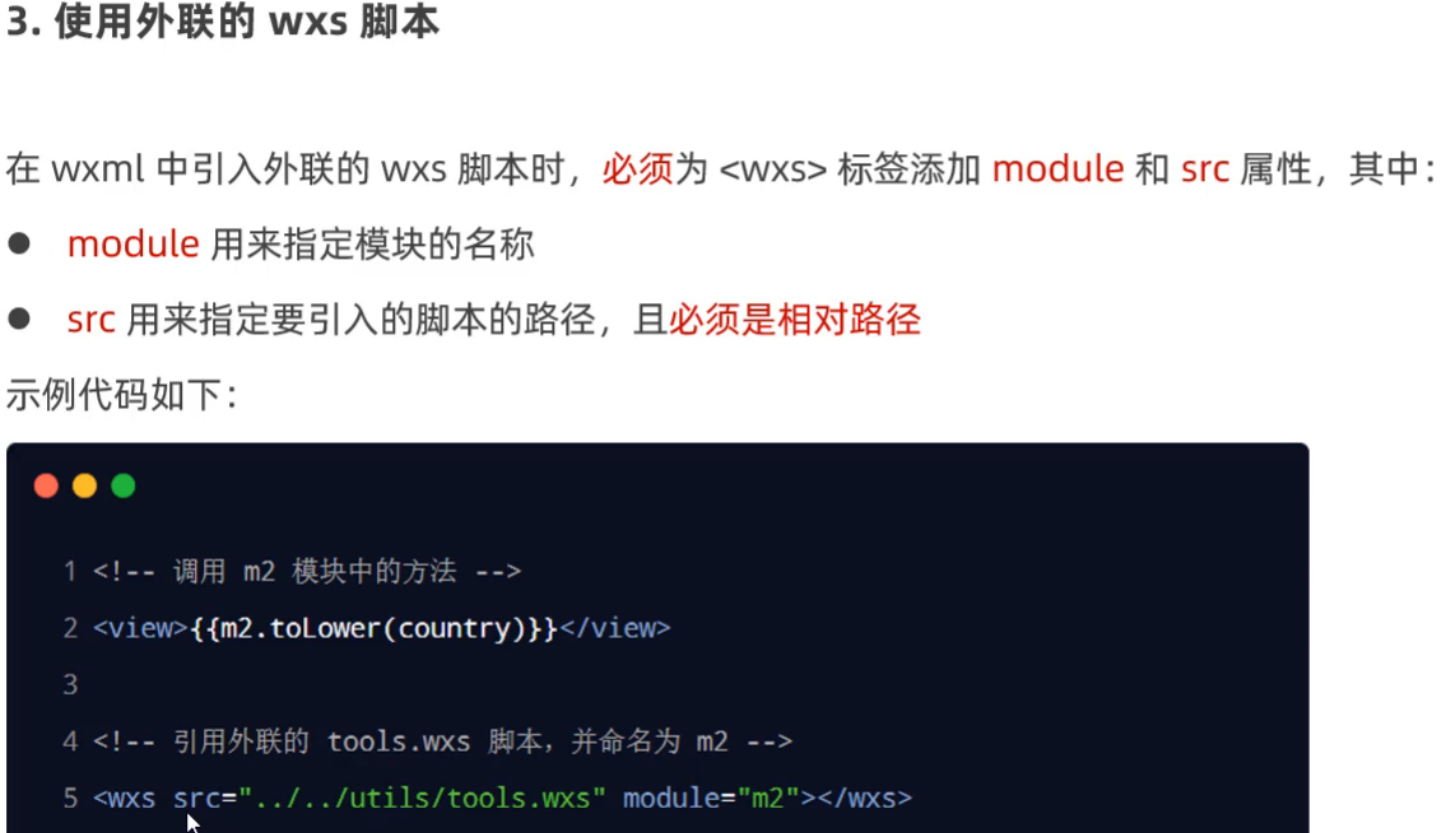 3. 使用外联的 wxs 脚本
在 wxml 中引入外联的 wxs 脚本时，必须为 <wxs> 标签添加 module 和 src 属性，其中：
● module 用来指定模块的名称
● src 用来指定要引入的脚本的路径，且必须是相对路径
示例代码如下：
1 <!-- 调用 m2 模块中的方法 -->
2 <view>{{m2.toLower(country)}}</view>
3
4 <!-- 引用外联的 tools.wxs 脚本，并命名为 m2 -->
5 <wxs src="../../utils/tools.wxs" module="m2"></wxs>